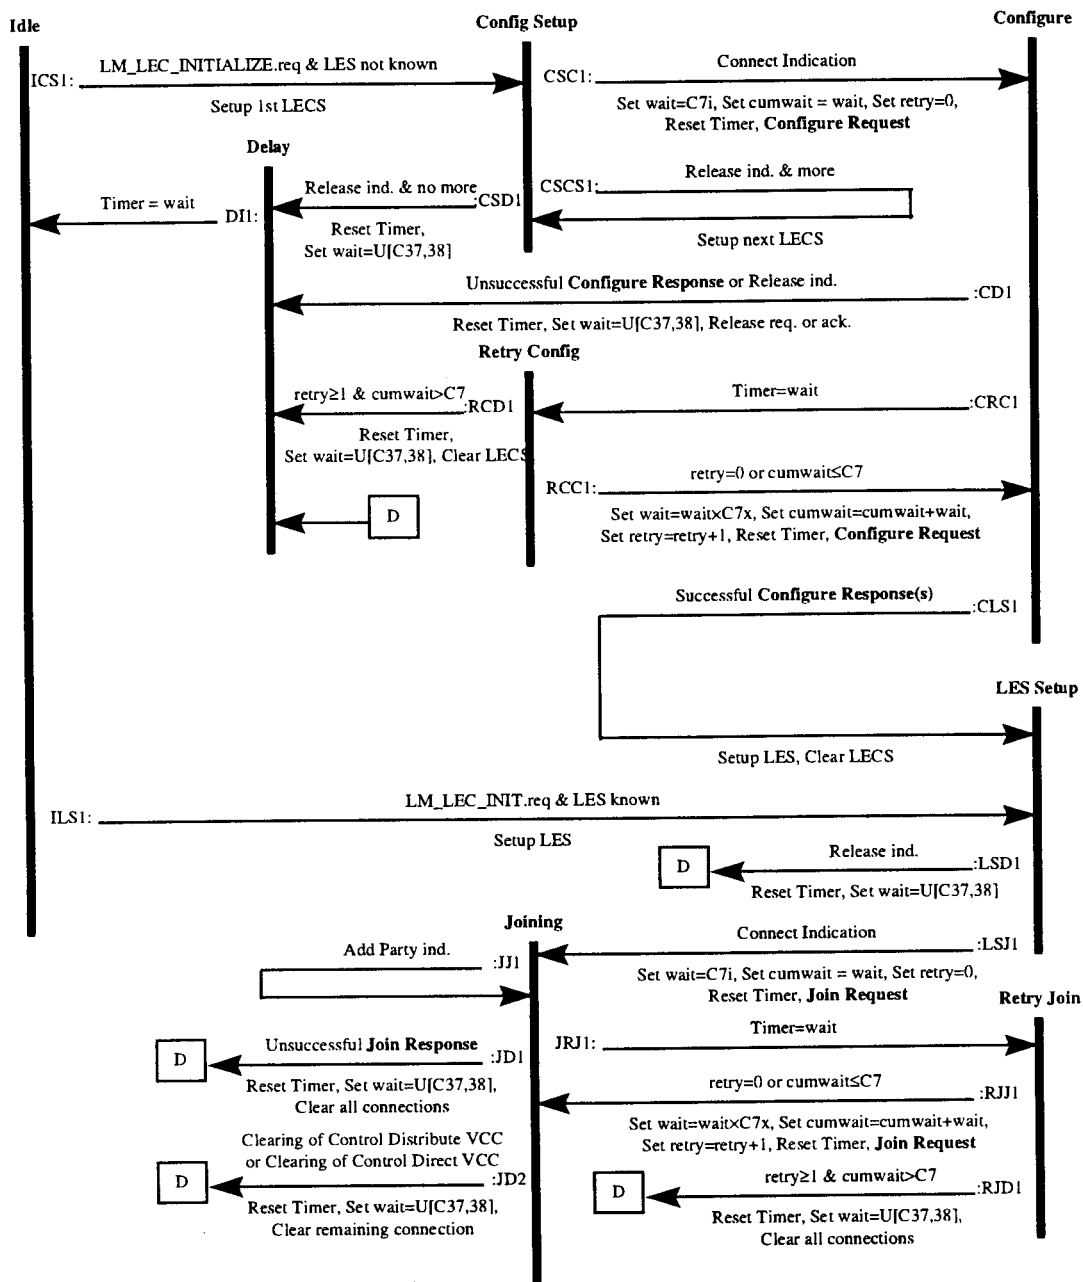 Idle
Config Setup
Configure
ICS1:
LM_LEC_INITIALIZE.req & LES not known
Setup 1st LECS
CSC1:
Connect Indication
Set wait=C7i, Set cumwait = wait, Set retry=0,
Reset Timer, Configure Request
Delay
Timer = wait
DI1:
Release ind. & no more
:CSD1
Reset Timer,
Set wait=U[C37,38]
CSCS1:
Release ind. & more
Setup next LECS
Unsuccessful Configure Response or Release ind.
:CD1
Reset Timer, Set wait=U[C37,38], Release req. or ack.
Retry Config
retry≥1 & cumwait>C7
:RCD1
Reset Timer,
Set wait=U[C37,38], Clear LECS
Timer=wait
:CRC1
RCC1:
retry=0 or cumwait≤C7
Set wait=wait×C7x, Set cumwait=cumwait+wait,
Set retry=retry+1, Reset Timer, Configure Request
D
Successful Configure Response(s)
:CLS1
LES Setup
Setup LES, Clear LECS
ILS1:
LM_LEC_INIT.req & LES known
Setup LES
D
Release ind.
:LSD1
Reset Timer, Set wait=U[C37,38]
Joining
Add Party ind.
:JJ1
Connect Indication
:LSJ1
Set wait=C7i, Set cumwait = wait, Set retry=0,
Reset Timer, Join Request
Retry Join
D
Unsuccessful Join Response
:JD1
Reset Timer, Set wait=U[C37,38],
Clear all connections
JRJ1:
Timer=wait
retry=0 or cumwait≤C7
:RJJ1
Set wait=wait×C7x, Set cumwait=cumwait+wait,
Set retry=retry+1, Reset Timer, Join Request
Clearing of Control Distribute VCC
or Clearing of Control Direct VCC
D
:JD2
Reset Timer, Set wait=U[C37,38],
Clear remaining connection
D
retry≥1 & cumwait>C7
:RJD1
Reset Timer, Set wait=U[C37,38],
Clear all connections